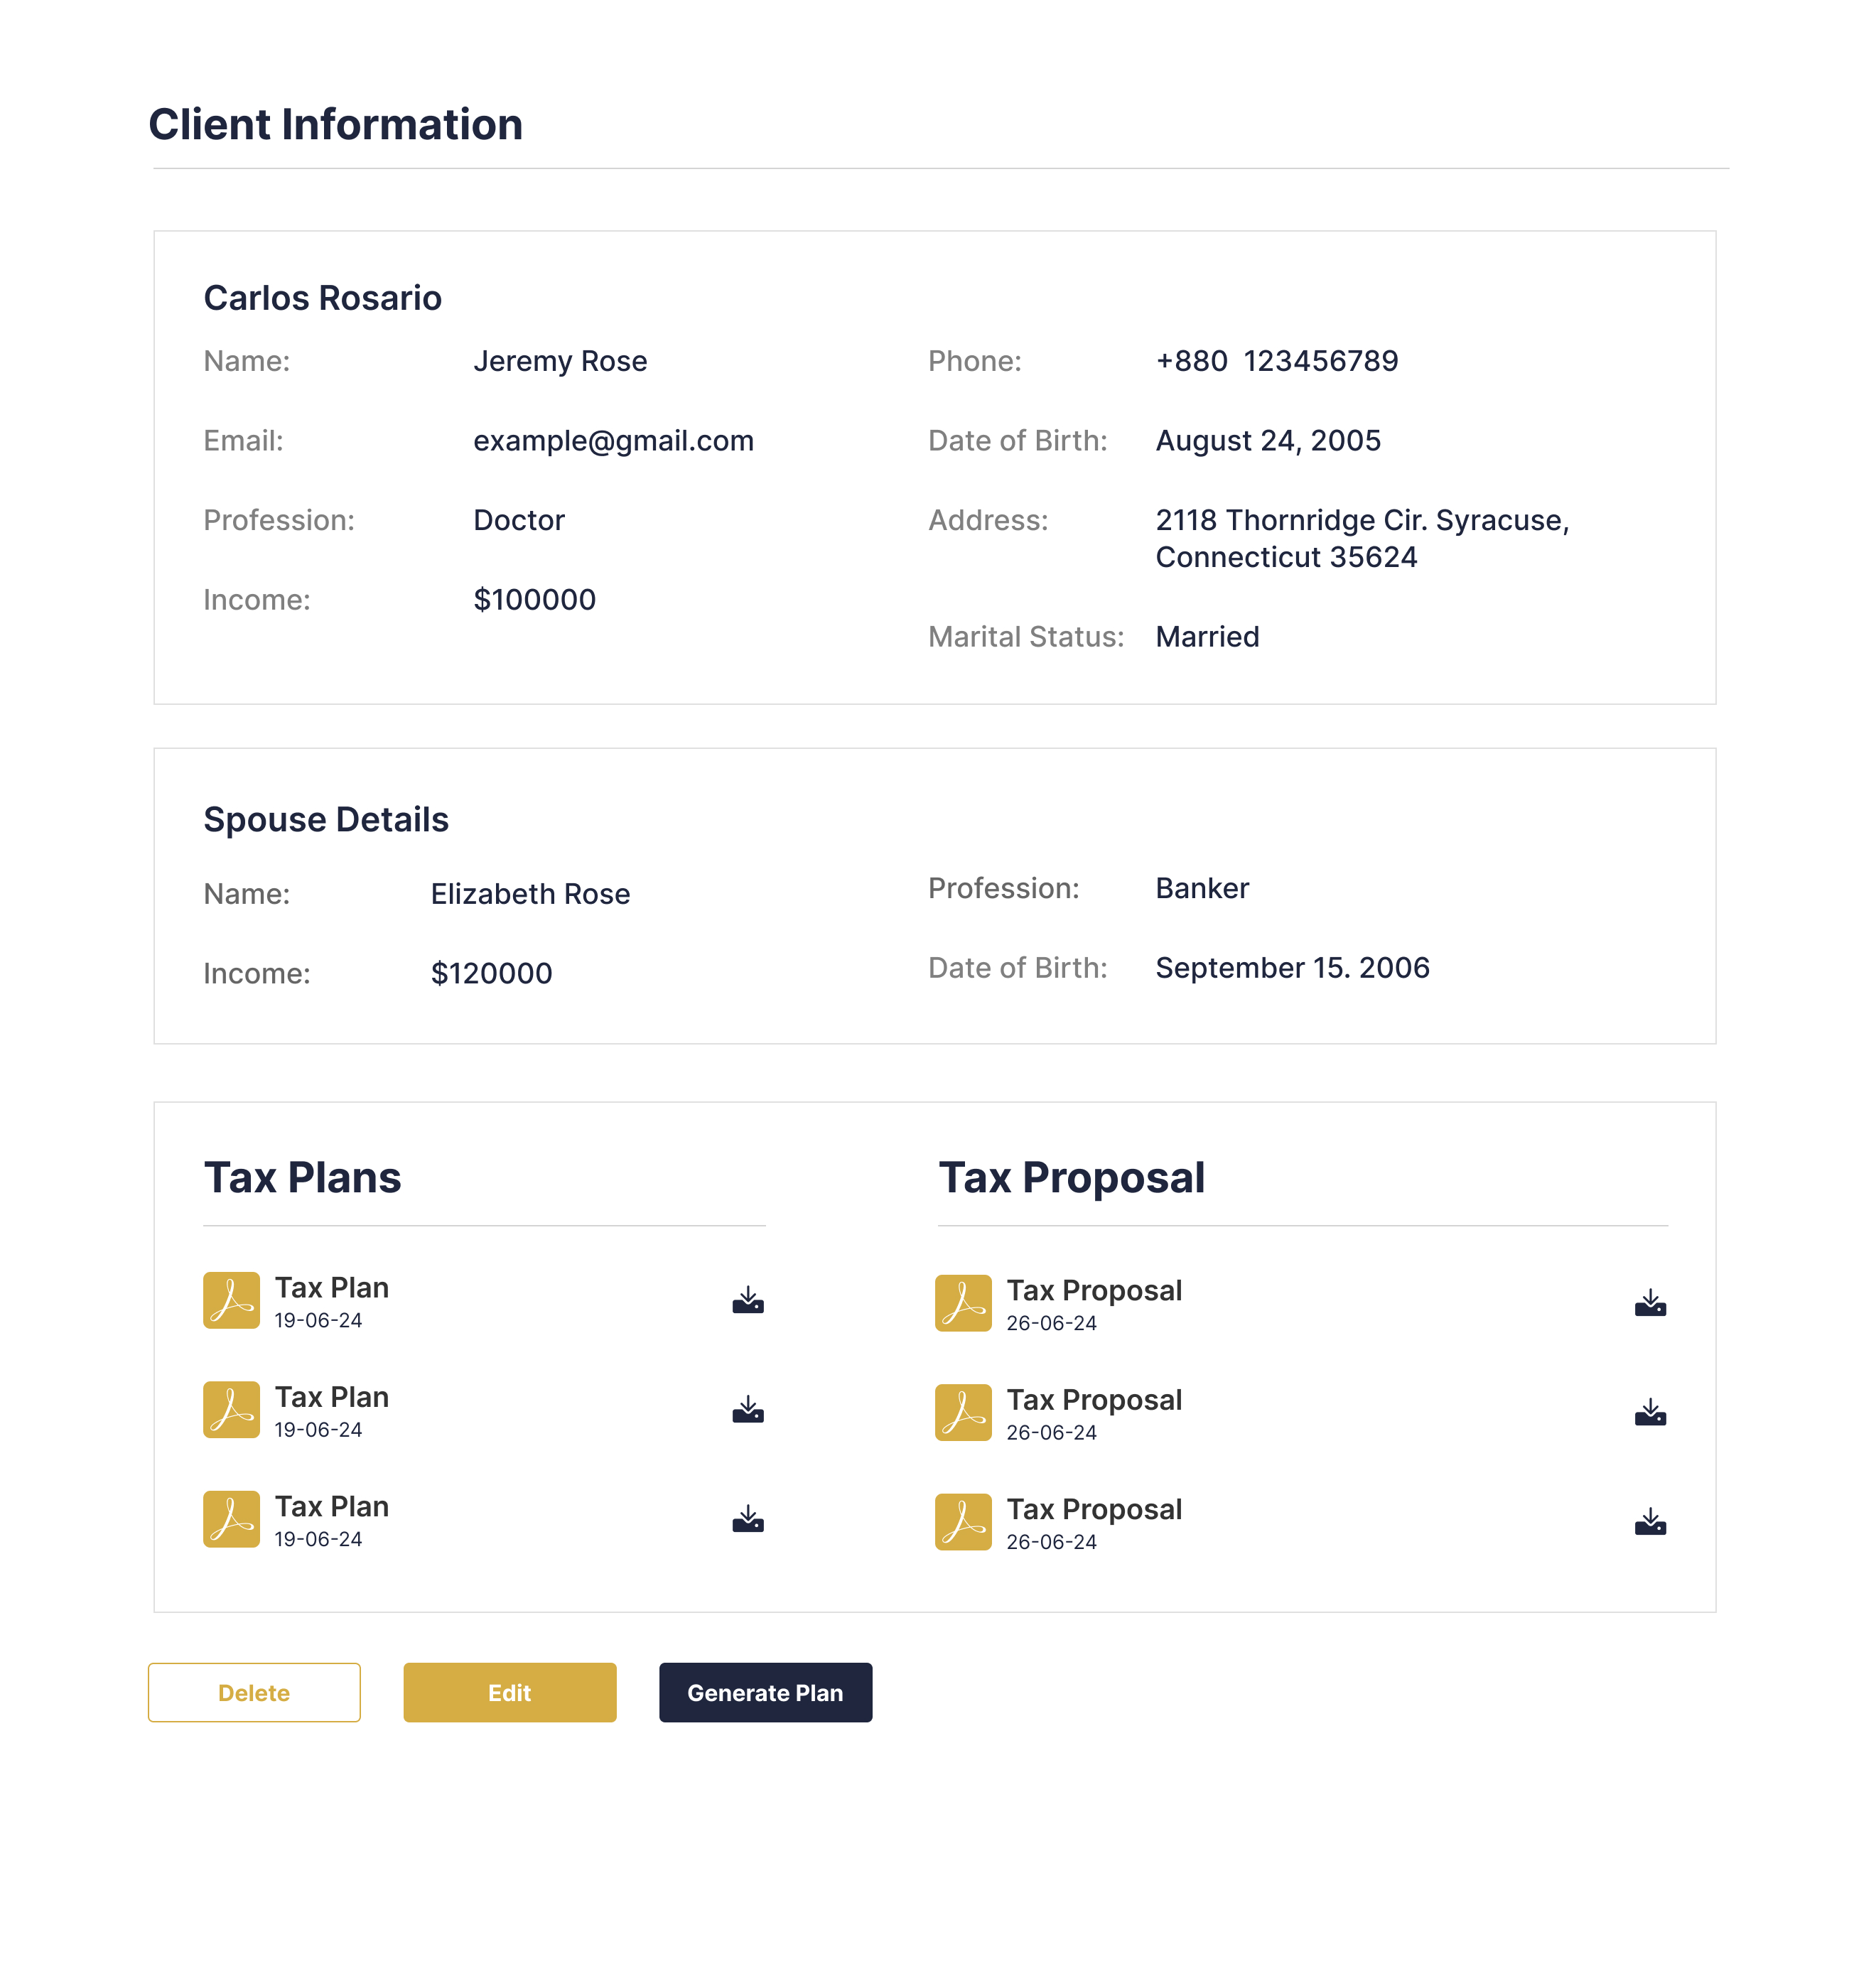 Client Information
Carlos Rosario
Name: Jeremy Rose
Email: example@gmail.com
Profession: Doctor
Income: $100000
Phone: +880  123456789
Date of Birth: August 24, 2005
Address: 2118 Thornridge Cir. Syracuse,
Connecticut 35624
Marital Status: Married
Spouse Details
Name: Elizabeth Rose
Income: $120000
Profession: Banker
Date of Birth: September 15. 2006
Tax Plans
Tax Plan
19-06-24
Tax Plan
19-06-24
Tax Plan
19-06-24
Tax Proposal
Tax Proposal
26-06-24
Tax Proposal
26-06-24
Tax Proposal
26-06-24
Delete
Edit
Generate Plan